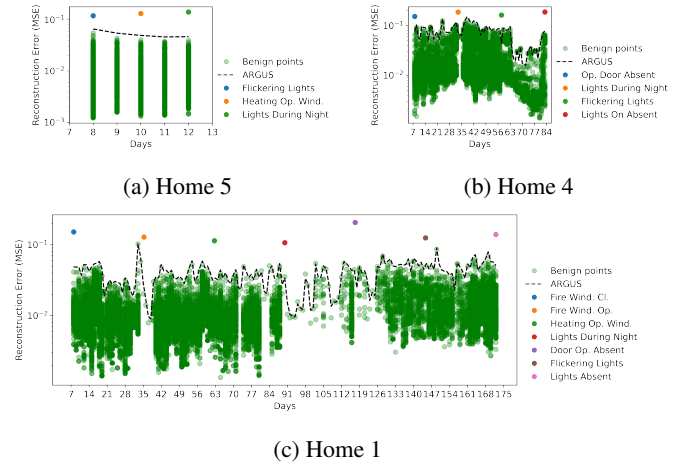 Reconstruction Error (MSE)
10⁻¹
10⁻²
10⁻³
7 8 9 10 11 12 13
Days
Benign points
ARGUS
Flickering Lights
Heating Op. Wind.
Lights During Night
(a) Home 5
Reconstruction Error (MSE)
10⁻¹
10⁻²
7 14 21 28 35 42 49 56 63 70 77 84
Days
Benign points
ARGUS
Op. Door Absent
Lights During Night
Flickering Lights
Lights On Absent
(b) Home 4
Reconstruction Error (MSE)
10⁻¹
10⁻²
7 14 21 28 35 42 49 56 63 70 77 84 91 98 105 112 119 126 133 140 147 154 161 168 175
Days
Benign points
ARGUS
Fire Wind. Cl.
Fire Wind. Op.
Heating Op. Wind.
Lights During Night
Door Op. Absent
Flickering Lights
Lights Absent
(c) Home 1